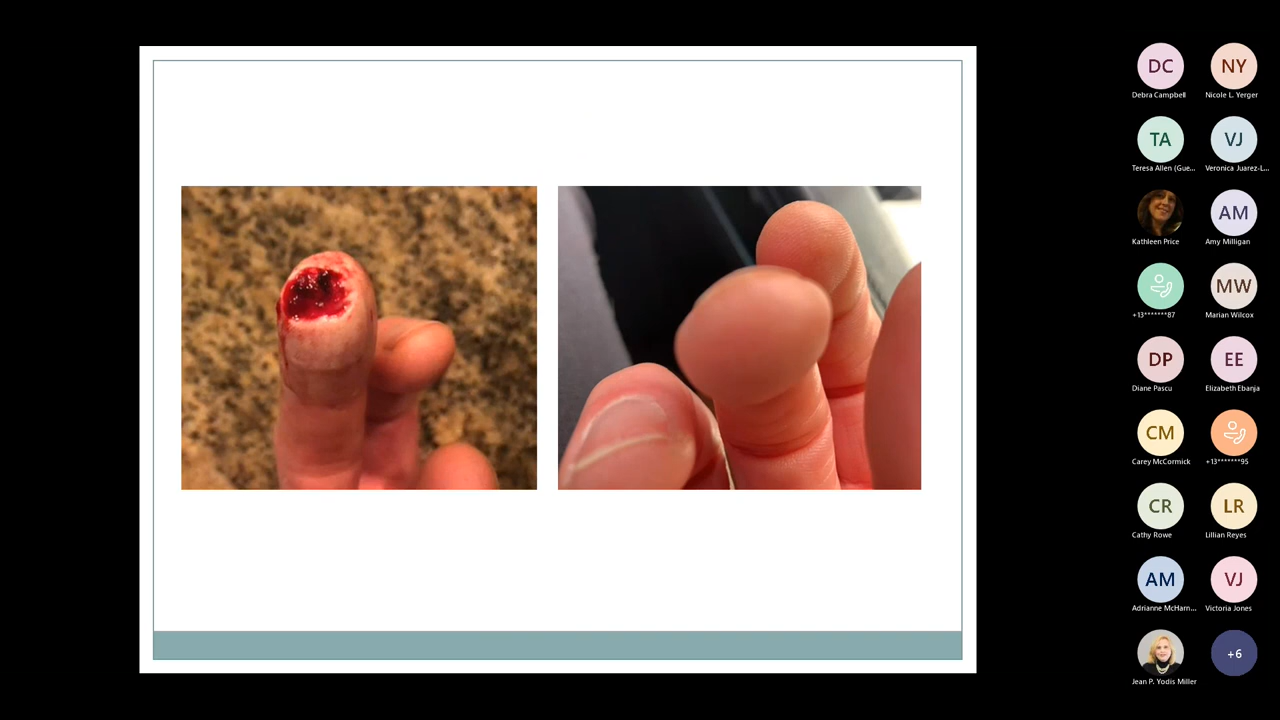 DC NY
Debra Campbell Nicole L. Yerger
TA VJ
Teresa Allen (Gue... Veronica Juarez-L...
AM
Kathleen Price Amy Milligan
MW
+13*******87 Marian Wilcox
DP EE
Diane Pascu Elizabeth Ebanja
CM
Carey McCormick +13*******95
CR LR
Cathy Rowe Lillian Reyes
AM VJ
Adrianne McHarn... Victoria Jones
+6
Jean P. Yodis Miller